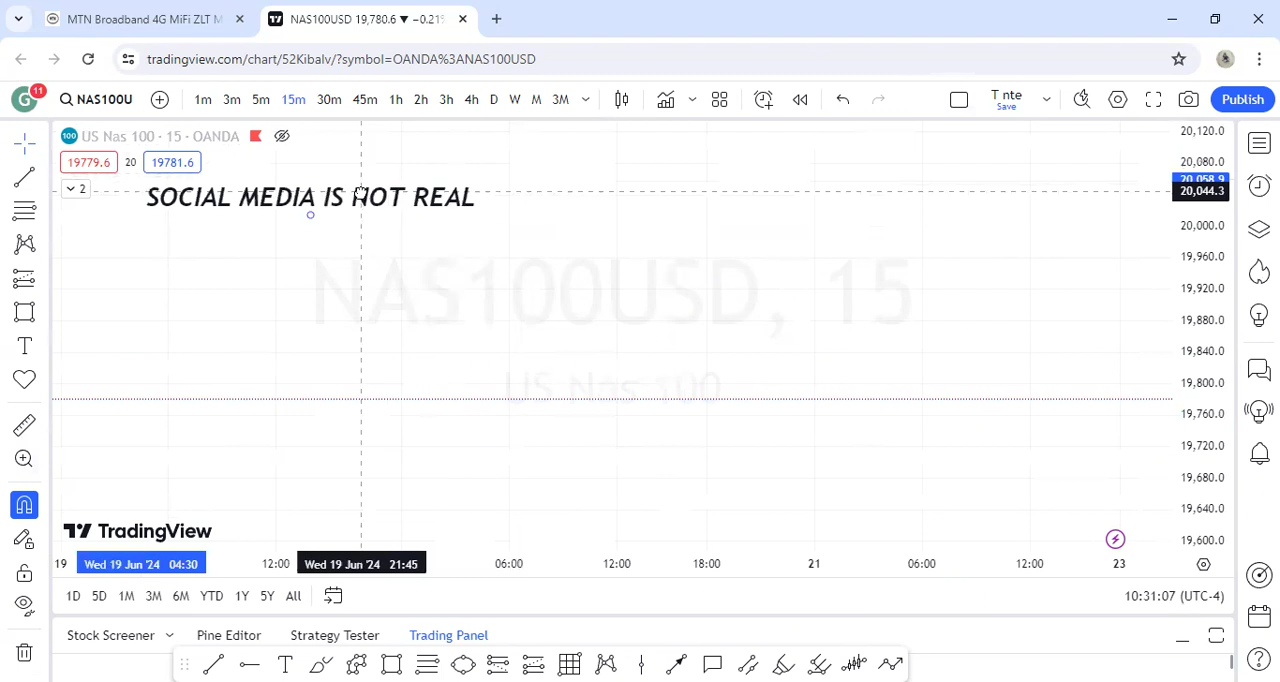 MTN Broadband 4G MiFi ZLT M
NAS100USD 19,780.6 ▼ −0.21%
tradingview.com/chart/52Kibalv/?symbol=OANDA%3ANAS100USD
G 11 NAS100U 1m 3m 5m 15m 30m 45m 1h 2h 3h 4h D W M 3M T nte Save Publish
100 US Nas 100 · 15 · OANDA
19779.6 20 19781.6
2
SOCIAL MEDIA IS NOT REAL
NAS100USD, 15
US Nas 100
20,120.0
20,080.0
20,058.9
20,044.3
20,000.0
19,960.0
19,920.0
19,880.0
19,840.0
19,800.0
19,760.0
19,720.0
19,680.0
19,640.0
19,600.0
TradingView
19 Wed 19 Jun '24 04:30 12:00 Wed 19 Jun '24 21:45 06:00 12:00 18:00 21 06:00 12:00 23
1D 5D 1M 3M 6M YTD 1Y 5Y All 10:31:07 (UTC-4)
Stock Screener Pine Editor Strategy Tester Trading Panel